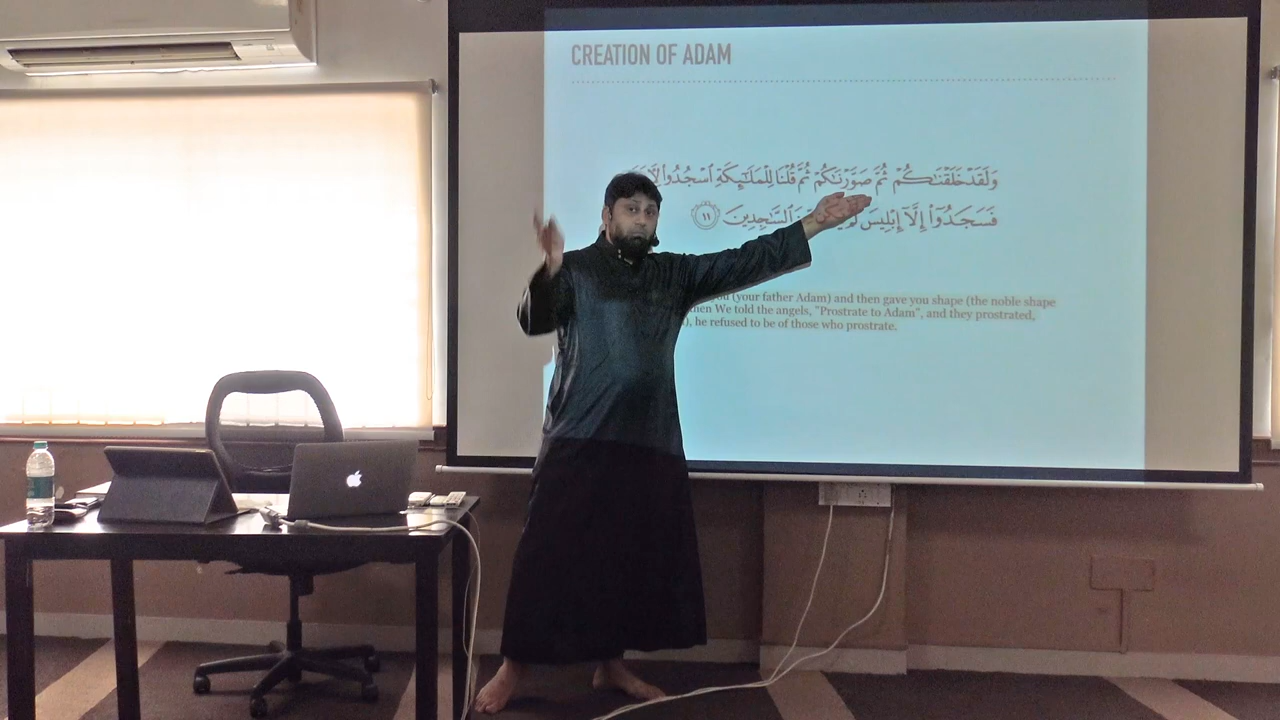 CREATION OF ADAM
وَلَقَدْ خَلَقْنَٰكُمْ ثُمَّ صَوَّرْنَٰكُمْ ثُمَّ قُلْنَا لِلْمَلَٰٓئِكَةِ ٱسْجُدُوا۟
فَسَجَدُوٓا۟ إِلَّآ إِبْلِيسَ لَمْ يَكُن مِّنَ ٱلسَّٰجِدِينَ ١١
(your father Adam) and then gave you shape (the noble shape
then We told the angels, "Prostrate to Adam", and they prostrated,
), he refused to be of those who prostrate.